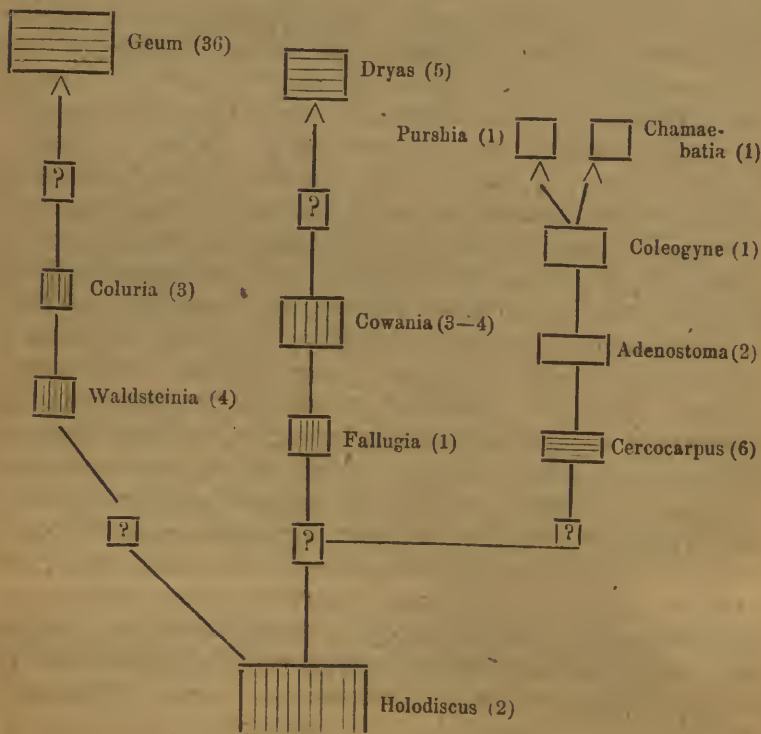 Geum (36)
Dryas (5)
Purshia (1)
Chamae-
batia (1)
?
?
Coleogyne (1)
Coluria (3)
Cowania (3—4)
Adenostoma (2)
Waldsteinia (4)
Fallugia (1)
Cercocarpus (6)
?
?
?
Holodiscus (2)